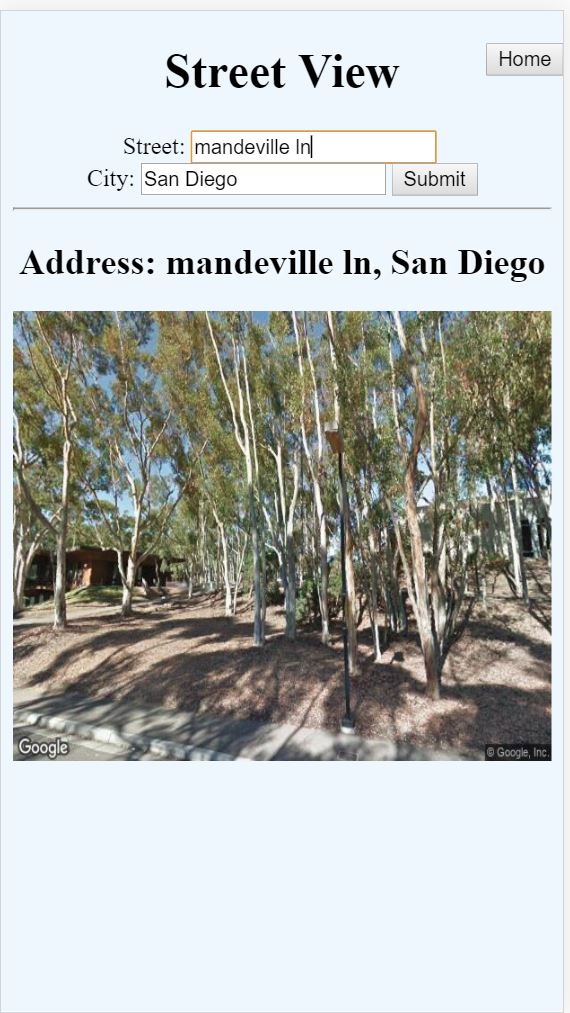 Street View
Home
Street: mandeville ln
City: San Diego Submit
Address: mandeville ln, San Diego
Google
© Google, Inc.